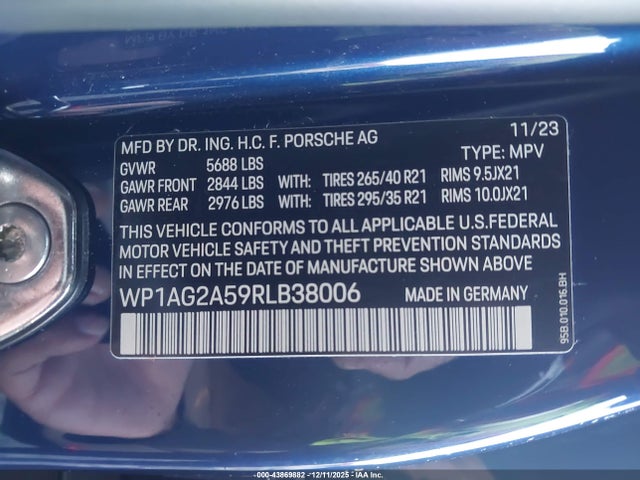 MFD BY DR. ING. H.C. F. PORSCHE AG 11/23
GVWR 5688 LBS TYPE: MPV
GAWR FRONT 2844 LBS WITH: TIRES 265/40 R21 RIMS 9.5JX21
GAWR REAR 2976 LBS WITH: TIRES 295/35 R21 RIMS 10.0JX21
THIS VEHICLE CONFORMS TO ALL APPLICABLE U.S.FEDERAL
MOTOR VEHICLE SAFETY AND THEFT PREVENTION STANDARDS
IN EFFECT ON THE DATE OF MANUFACTURE SHOWN ABOVE
WP1AG2A59RLB38006 MADE IN GERMANY
95B.010.016.BH
000-43869882 • 12/11/2025 • IAA Inc.